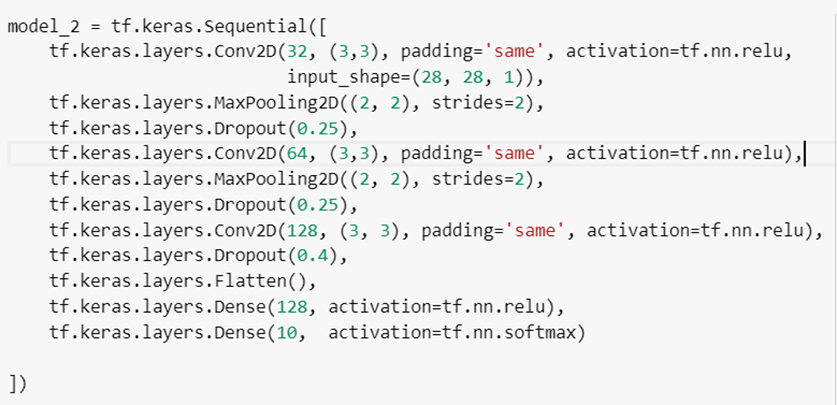 model_2 = tf.keras.Sequential([
    tf.keras.layers.Conv2D(32, (3,3), padding='same', activation=tf.nn.relu,
                           input_shape=(28, 28, 1)),
    tf.keras.layers.MaxPooling2D((2, 2), strides=2),
    tf.keras.layers.Dropout(0.25),
    tf.keras.layers.Conv2D(64, (3,3), padding='same', activation=tf.nn.relu),
    tf.keras.layers.MaxPooling2D((2, 2), strides=2),
    tf.keras.layers.Dropout(0.25),
    tf.keras.layers.Conv2D(128, (3, 3), padding='same', activation=tf.nn.relu),
    tf.keras.layers.Dropout(0.4),
    tf.keras.layers.Flatten(),
    tf.keras.layers.Dense(128, activation=tf.nn.relu),
    tf.keras.layers.Dense(10,  activation=tf.nn.softmax)
])